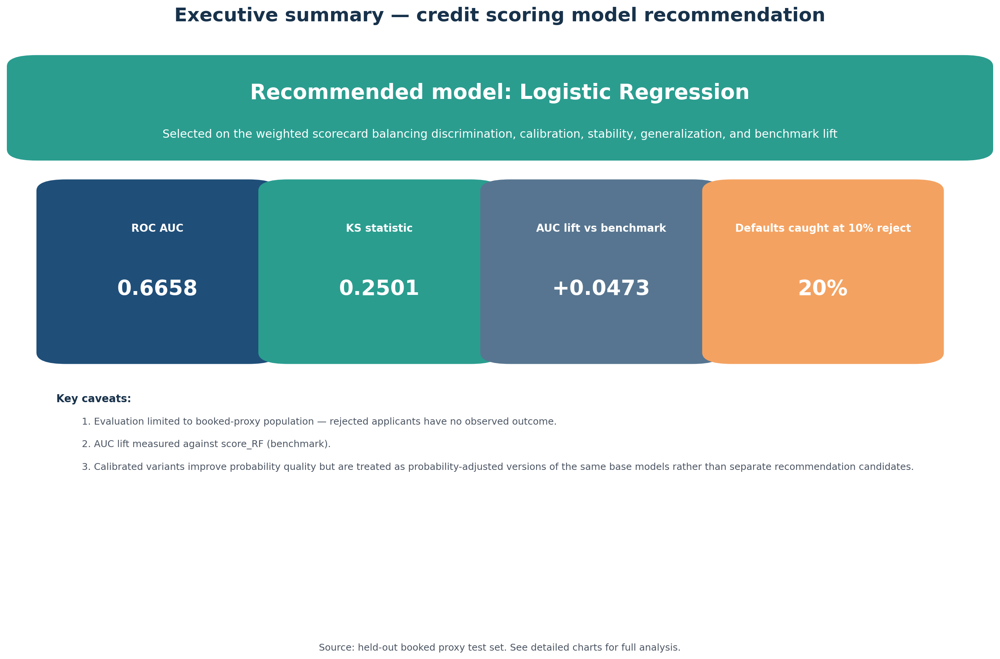 Executive summary — credit scoring model recommendation
Recommended model: Logistic Regression
Selected on the weighted scorecard balancing discrimination, calibration, stability, generalization, and benchmark lift
ROC AUC
0.6658
KS statistic
0.2501
AUC lift vs benchmark
+0.0473
Defaults caught at 10% reject
20%
Key caveats:
1. Evaluation limited to booked-proxy population — rejected applicants have no observed outcome.
2. AUC lift measured against score_RF (benchmark).
3. Calibrated variants improve probability quality but are treated as probability-adjusted versions of the same base models rather than separate recommendation candidates.
Source: held-out booked proxy test set. See detailed charts for full analysis.